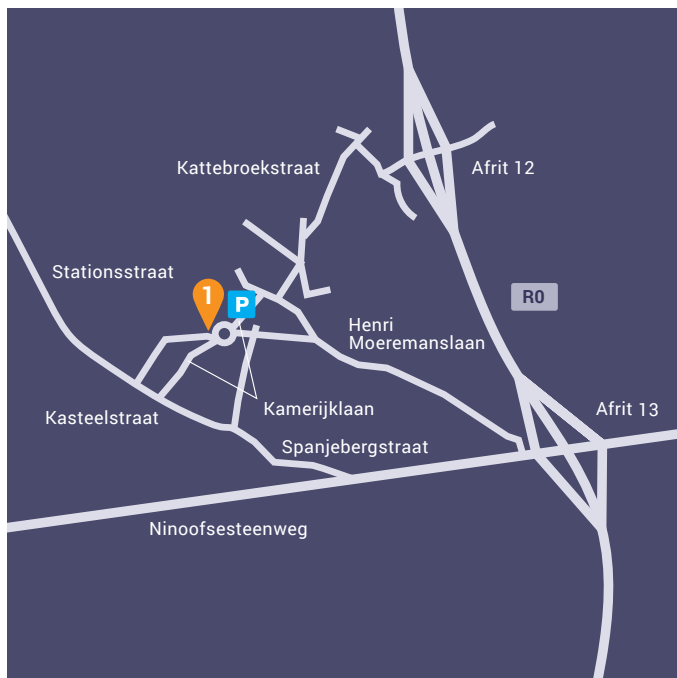 Kattebroekstraat
Afrit 12
Stationsstraat
1
P
R0
Henri
Moeremanslaan
Kasteelstraat
Kamerijklaan
Afrit 13
Spanjebergstraat
Ninoofsesteenweg